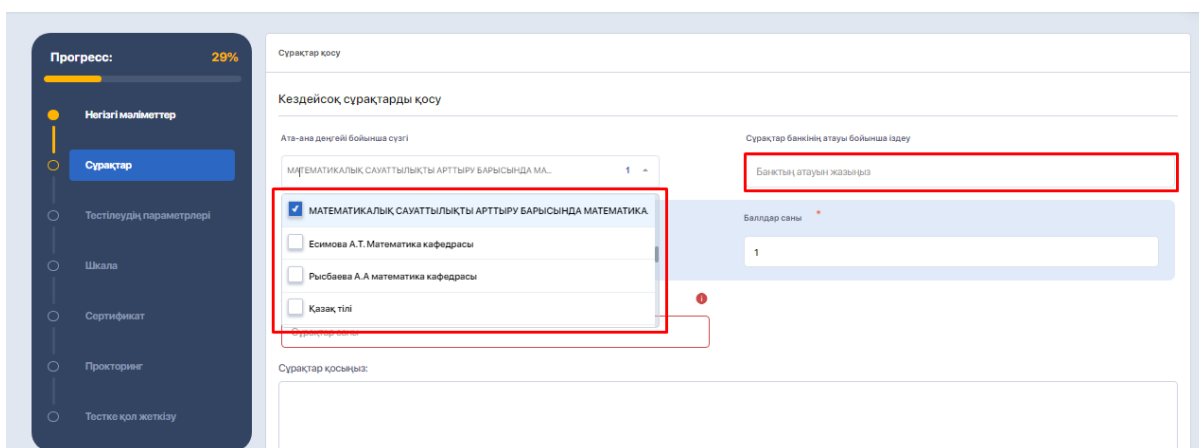 Прогресс: 29%
Негізгі мәліметтер
Сұрақтар
Тестілеудің параметрлері
Шкала
Сертификат
Прокторинг
Тестке қол жеткізу
Сұрақтар қосу
Кездейсоқ сұрақтарды қосу
Ата-ана деңгейі бойынша сүзгі
Сұрақтар банкінің атауы бойынша іздеу
МАТЕМАТИКАЛЫҚ САУАТТЫЛЫҚТЫ АРТТЫРУ БАРЫСЫНДА МА... 1
Банктың атауын жазыңыз
МАТЕМАТИКАЛЫҚ САУАТТЫЛЫҚТЫ АРТТЫРУ БАРЫСЫНДА МАТЕМАТИКА
Есимова А.Т. Математика кафедрасы
Рысбаева А.А математика кафедрасы
Қазақ тілі
Баллдар саны *
1
Сұрақтар саны
Сұрақтар қосыңыз: